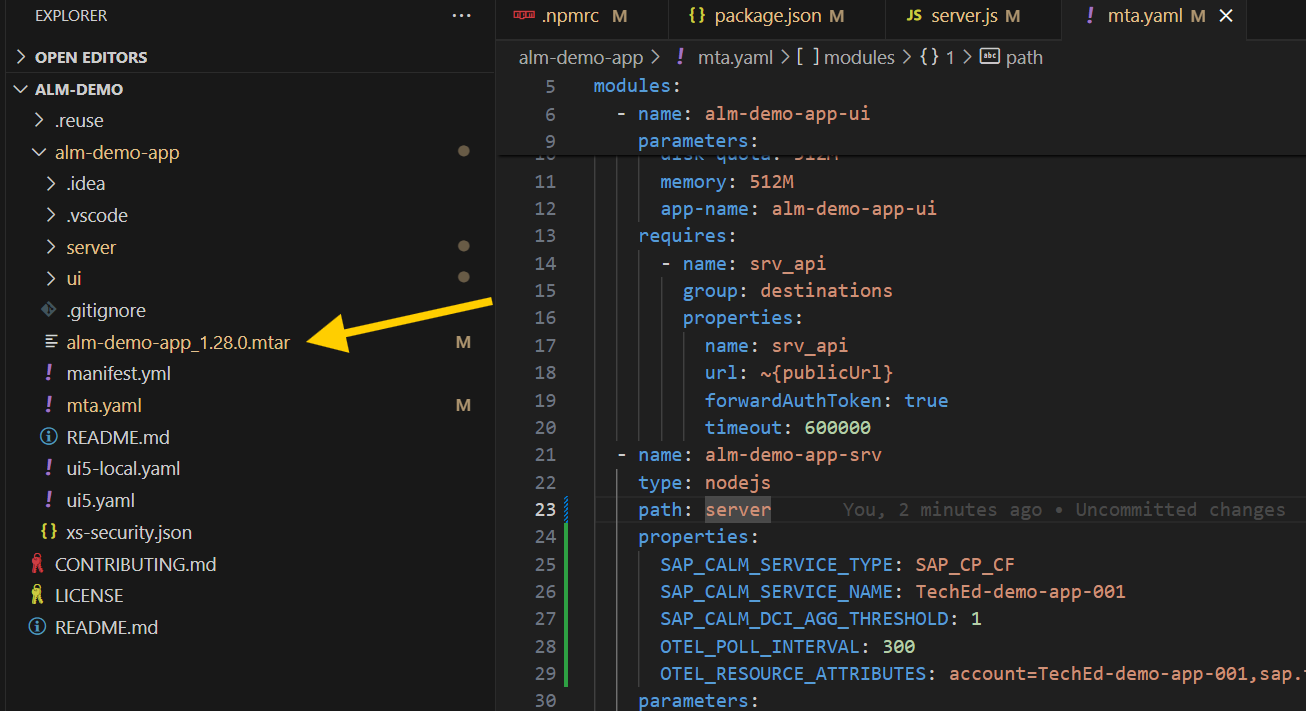 EXPLORER
OPEN EDITORS
ALM-DEMO
.reuse
alm-demo-app
.idea
.vscode
server
ui
.gitignore
alm-demo-app_1.28.0.mtar M
manifest.yml
mta.yaml M
README.md
ui5-local.yaml
ui5.yaml
xs-security.json
CONTRIBUTING.md
LICENSE
README.md
.npmrc M {} package.json M JS server.js M ! mta.yaml M
alm-demo-app > ! mta.yaml > [ ] modules > {} 1 > abc path
5 modules:
6 - name: alm-demo-app-ui
9 parameters:
10 disk-quota: 512M
11 memory: 512M
12 app-name: alm-demo-app-ui
13 requires:
14 - name: srv_api
15 group: destinations
16 properties:
17 name: srv_api
18 url: ~{publicUrl}
19 forwardAuthToken: true
20 timeout: 600000
21 - name: alm-demo-app-srv
22 type: nodejs
23 path: server You, 2 minutes ago • Uncommitted changes
24 properties:
25 SAP_CALM_SERVICE_TYPE: SAP_CP_CF
26 SAP_CALM_SERVICE_NAME: TechEd-demo-app-001
27 SAP_CALM_DCI_AGG_THRESHOLD: 1
28 OTEL_POLL_INTERVAL: 300
29 OTEL_RESOURCE_ATTRIBUTES: account=TechEd-demo-app-001,sap.
30 parameters: